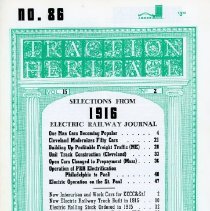 no. 86
TRACTION
HERITAGE
SELECTIONS FROM
1916
ELECTRIC RAILWAY JOURNAL
One Man Cars Becoming Popular 4
Cleveland Modernizes Fifty Cars
Building Up Profitable Freight Traffic
Unit Track Construction (Cleveland)
Open Cars Changed to Prepayment
Operation of PRR Electrification
Philadelphia to Paoli
Electric Operation on the St. Paul
New Interurban and Work Cars for
New Electric Railway Track Built in 1915
Electric Rolling Stock Ordered in 1915